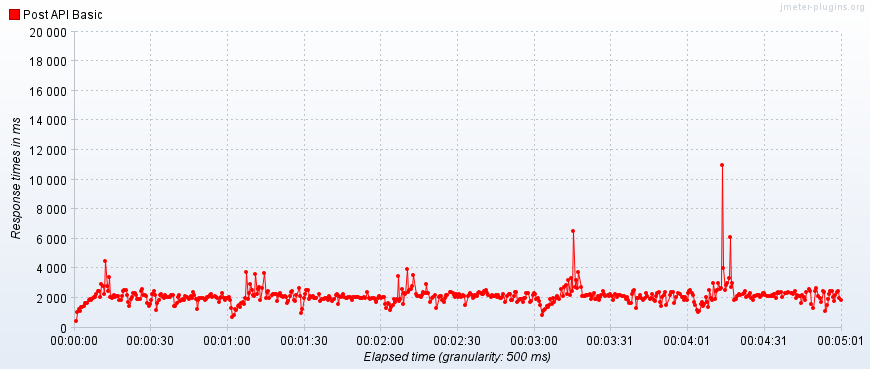 jmeter-plugins.org
Post API Basic
20 000
18 000
16 000
14 000
12 000
10 000
8 000
6 000
4 000
2 000
0
Response times in ms
00:00:00 00:00:30 00:01:00 00:01:30 00:02:00 00:02:30 00:03:00 00:03:31 00:04:01 00:04:31 00:05:01
Elapsed time (granularity: 500 ms)